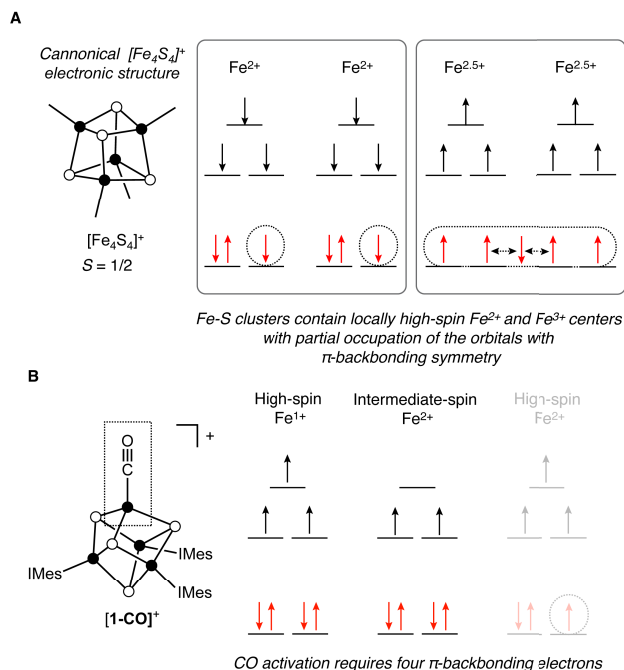 A
Cannonical [Fe4S4]+
electronic structure
[Fe4S4]+
S = 1/2
Fe2+
Fe2+
Fe2.5+
Fe2.5+
Fe-S clusters contain locally high-spin Fe2+ and Fe3+ centers
with partial occupation of the orbitals with
π-backbonding symmetry
B
O
C
+
IMes
IMes
IMes
[1-CO]+
High-spin
Fe1+
Intermediate-spin
Fe2+
High-spin
Fe2+
CO activation requires four π-backbonding electrons